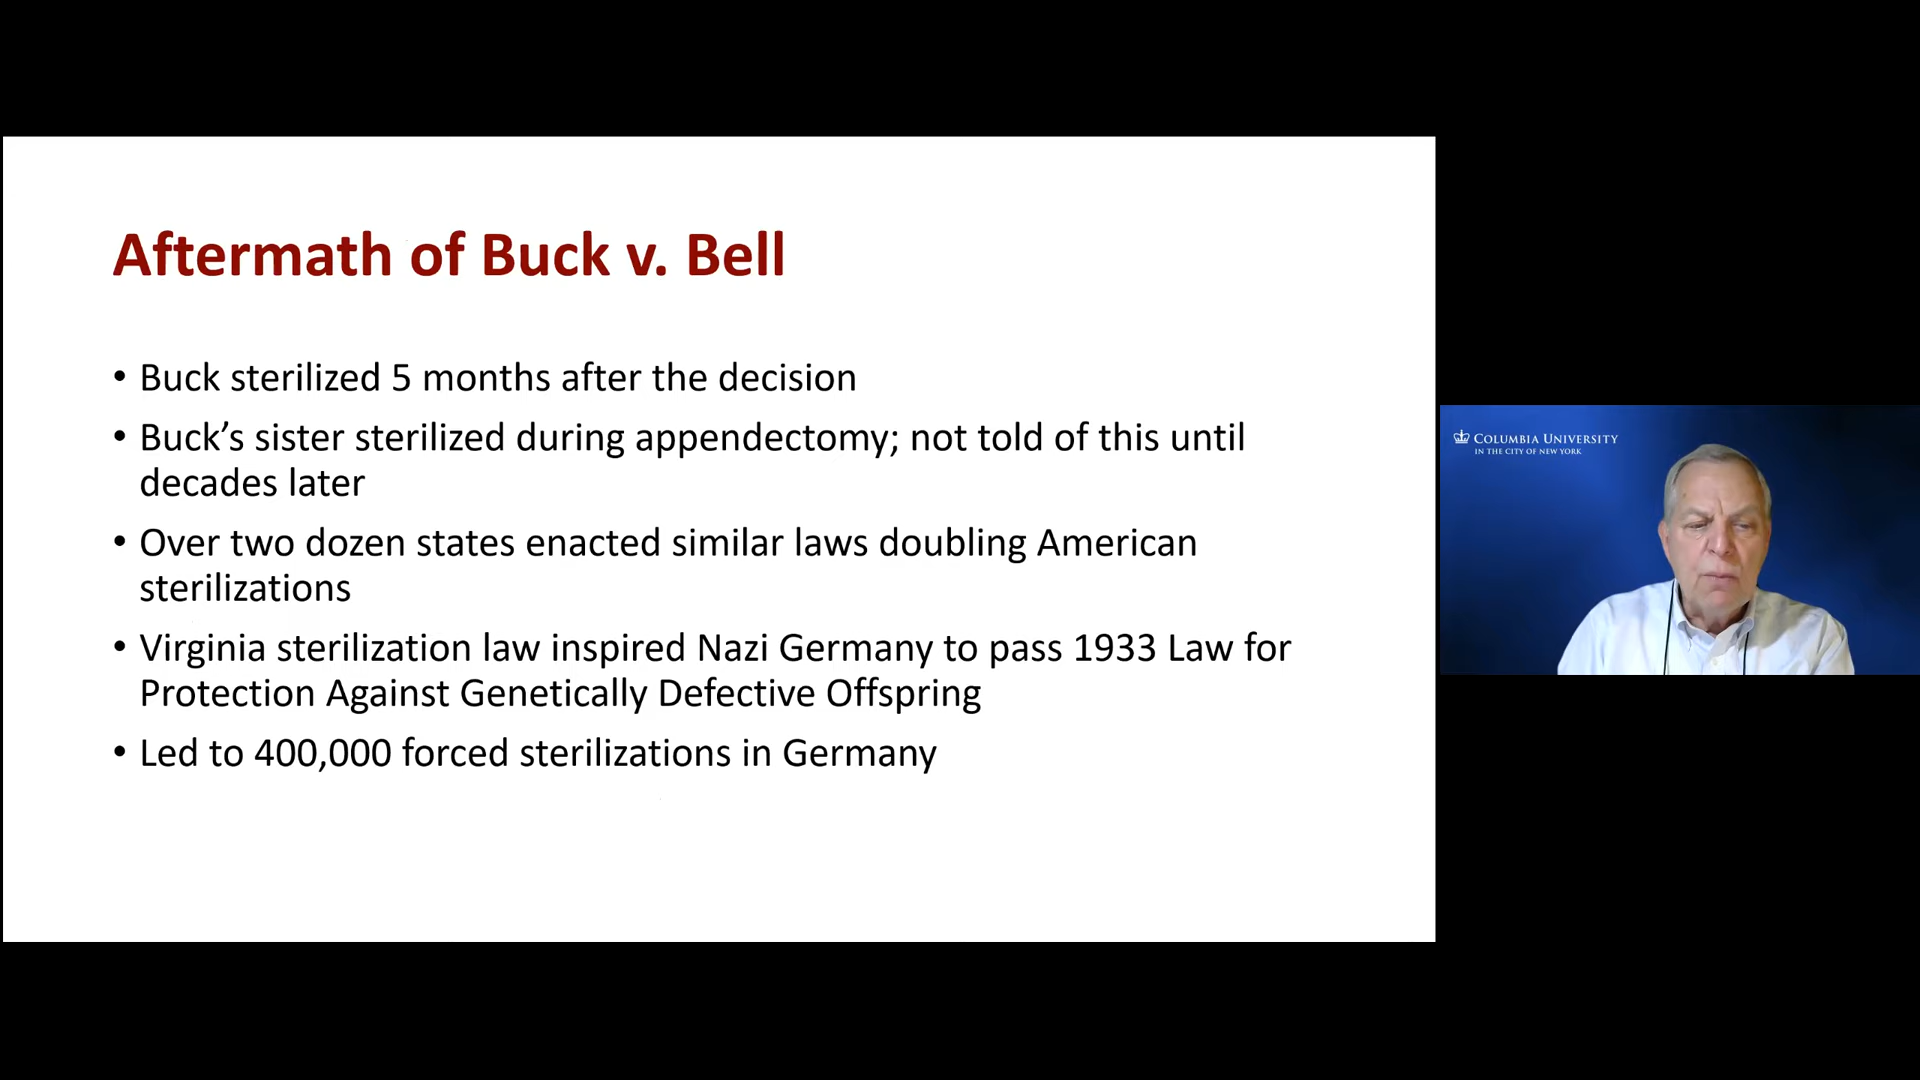 Aftermath of Buck v. Bell
• Buck sterilized 5 months after the decision
• Buck’s sister sterilized during appendectomy; not told of this until
decades later
• Over two dozen states enacted similar laws doubling American
sterilizations
• Virginia sterilization law inspired Nazi Germany to pass 1933 Law for
Protection Against Genetically Defective Offspring
• Led to 400,000 forced sterilizations in Germany
COLUMBIA UNIVERSITY
IN THE CITY OF NEW YORK